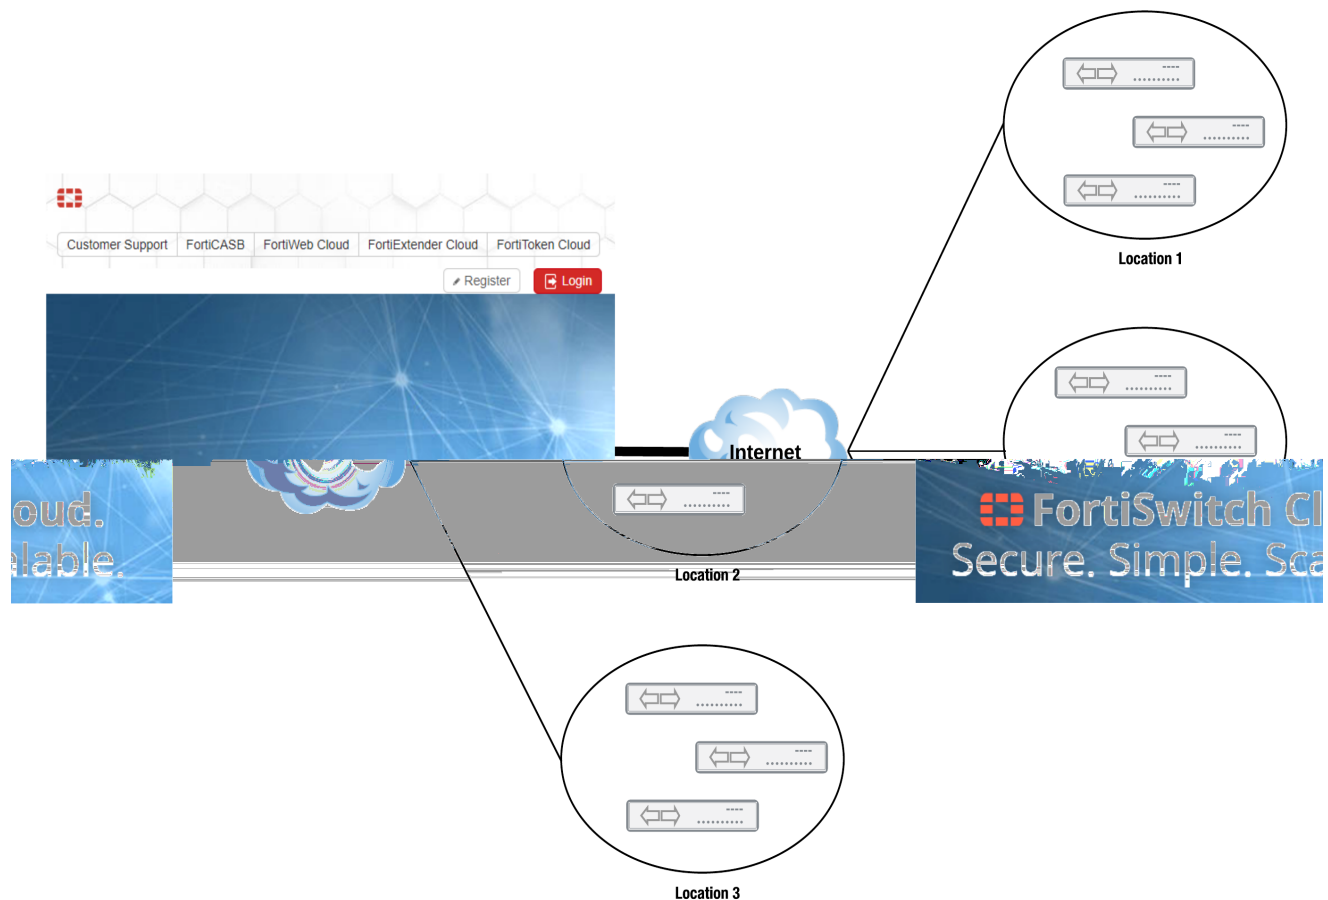 Customer Support FortiCASB FortiWeb Cloud FortiExtender Cloud FortiToken Cloud
Register Login
Location 1
Internet
oud.
FortiSwitch Cl
elable.
Secure. Simple. Sca
Location 2
Location 3